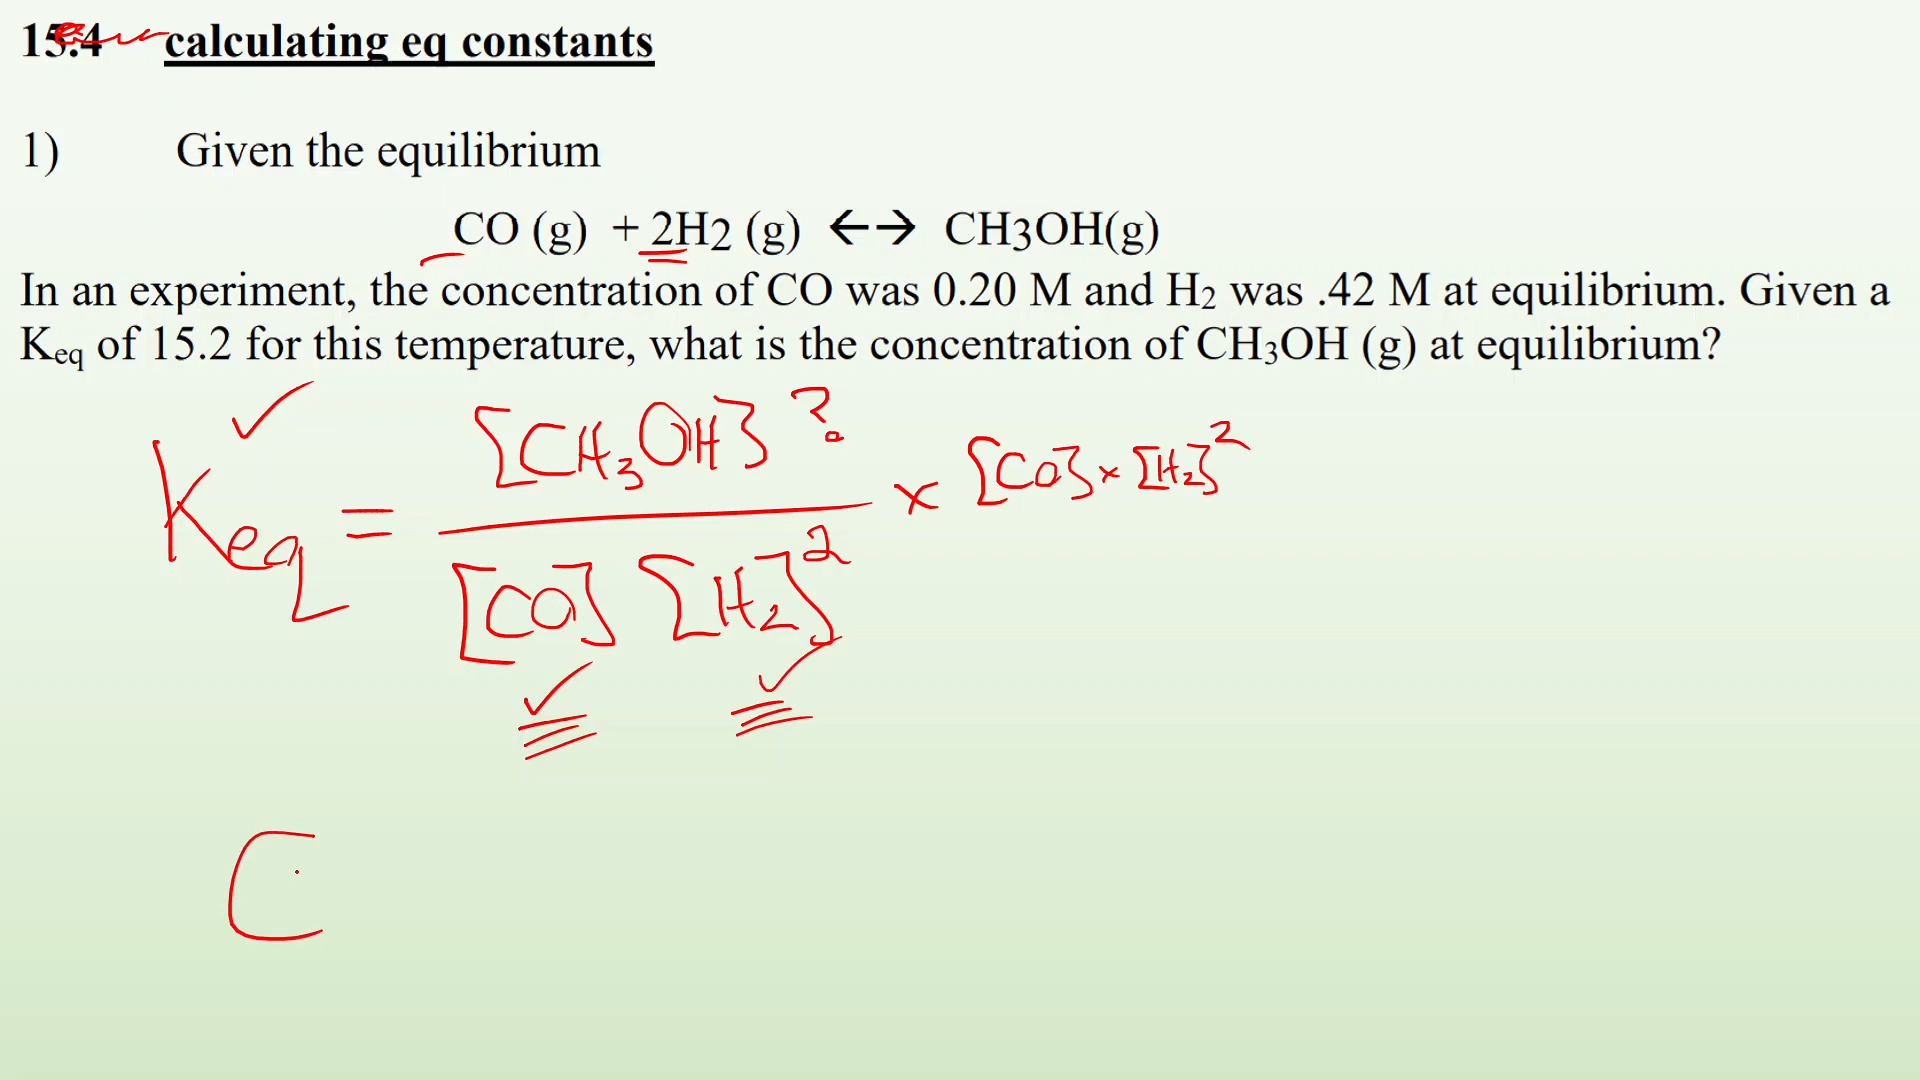 15.4 calculating eq constants
1) Given the equilibrium
CO (g) + 2H2 (g) ←→ CH3OH(g)
In an experiment, the concentration of CO was 0.20 M and H2 was .42 M at equilibrium. Given a
Keq of 15.2 for this temperature, what is the concentration of CH3OH (g) at equilibrium?
Keq = [CH3OH] ? / [CO] [H2]^2 × [CO] × [H2]^2
[